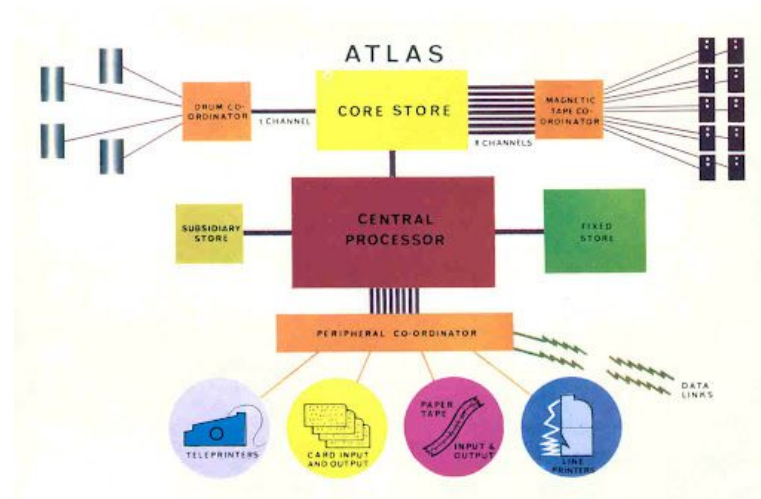 ATLAS
DRUM CO-
ORDINATOR
1 CHANNEL
CORE STORE
8 CHANNELS
MAGNETIC
TAPE CO-
ORDINATOR
SUBSIDIARY
STORE
CENTRAL
PROCESSOR
FIXED
STORE
PERIPHERAL CO-ORDINATOR
DATA
LINKS
TELEPRINTERS
CARD INPUT
AND OUTPUT
PAPER
TAPE
INPUT &
OUTPUT
LINE
PRINTERS